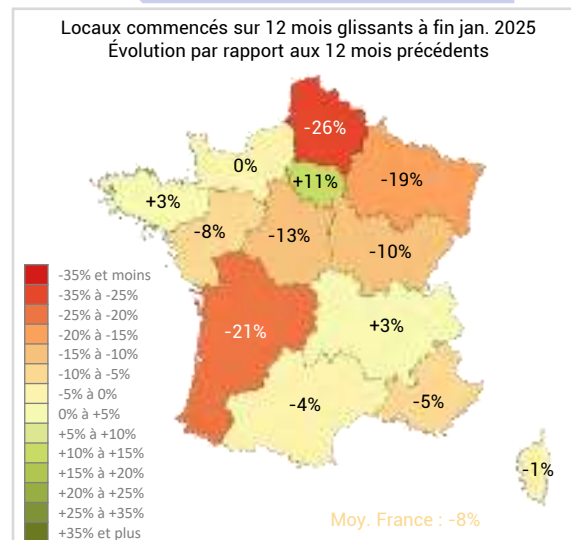 Locaux commencés sur 12 mois glissants à fin jan. 2025
Évolution par rapport aux 12 mois précédents
-26%
0%
+11%
-19%
+3%
-8%
-13%
-10%
-35% et moins
-35% à -25%
-25% à -20%
-20% à -15%
-15% à -10%
-10% à -5%
-5% à 0%
0% à +5%
+5% à +10%
+10% à +15%
+15% à +20%
+20% à +25%
+25% à +35%
+35% et plus
-21%
+3%
-4%
-5%
-1%
Moy. France : -8%